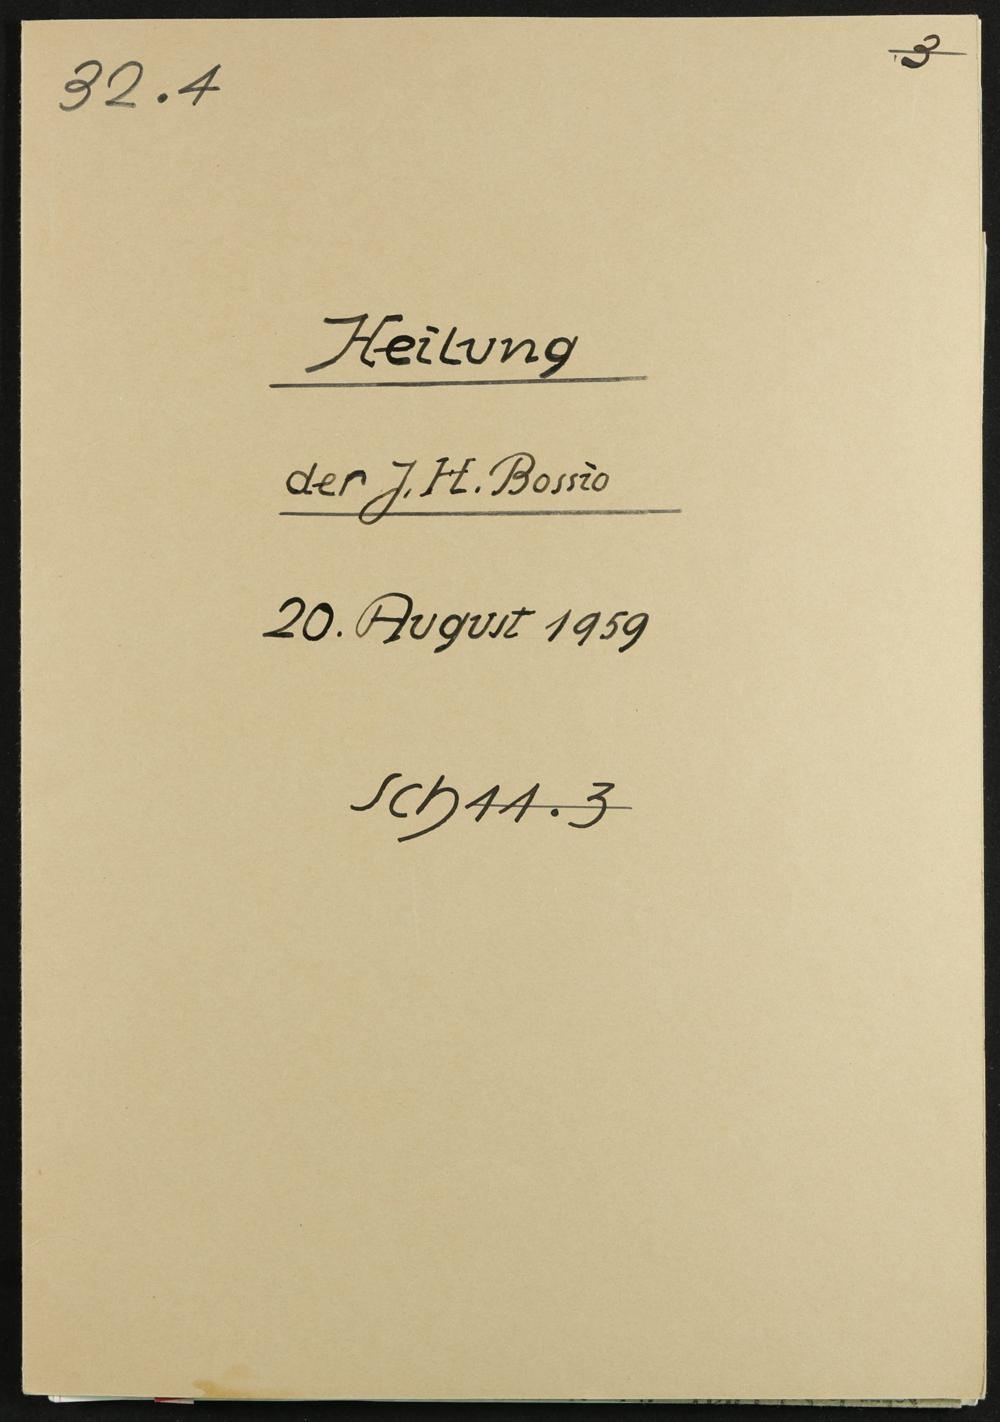 32.4
3
Heilung
der J. H. Bossio
20. August 1959
Sch 11.3